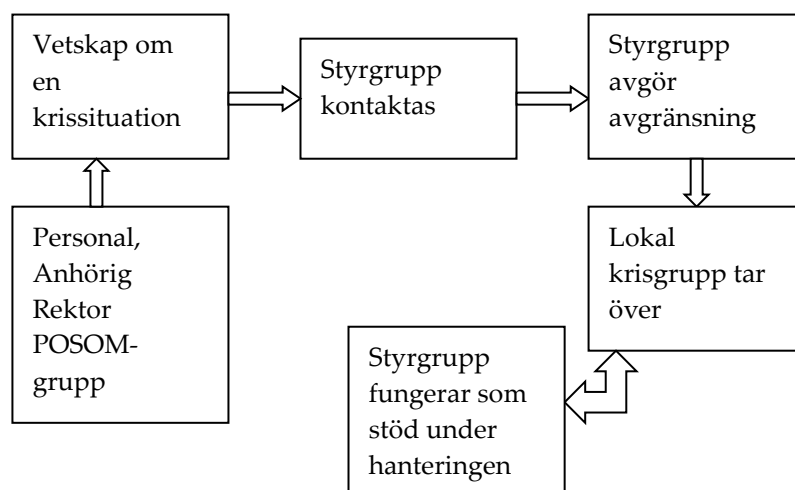 Vetskap om
en
krissituation
Styrgrupp
kontaktas
Styrgrupp
avgör
avgränsning
Personal,
Anhörig
Rektor
POSOM-
grupp
Lokal
krisgrupp tar
över
Styrgrupp
fungerar som
stöd under
hanteringen